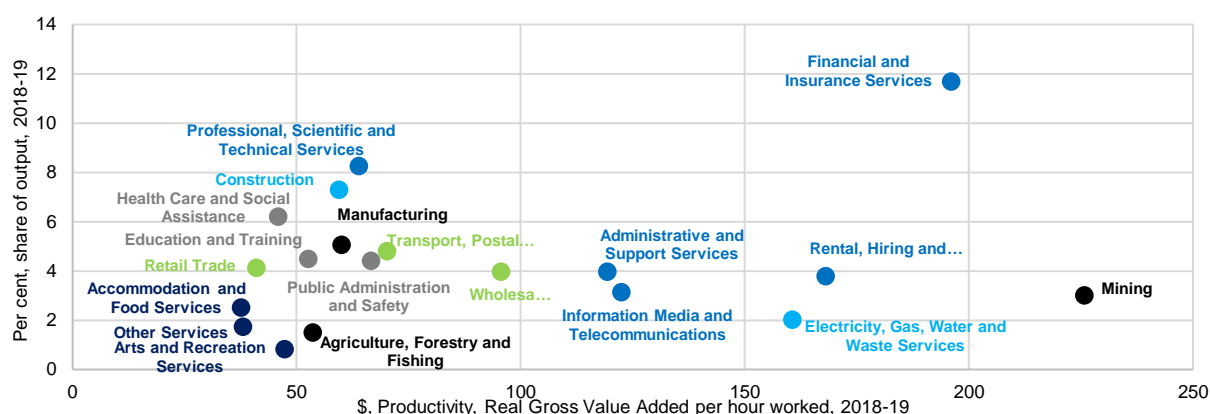 14
12
10
8
6
4
2
0
Per cent, share of output, 2018-19
Financial and
Insurance Services
Professional, Scientific and
Technical Services
Construction
Health Care and Social
Assistance
Manufacturing
Education and Training
Transport, Postal...
Administrative and
Support Services
Rental, Hiring and...
Retail Trade
Public Administration
and Safety
Wholesa...
Mining
Accommodation and
Food Services
Other Services
Information Media and
Telecommunications
Electricity, Gas, Water and
Waste Services
Arts and Recreation
Services
Agriculture, Forestry and
Fishing
0 50 100 150 200 250
$, Productivity, Real Gross Value Added per hour worked, 2018-19